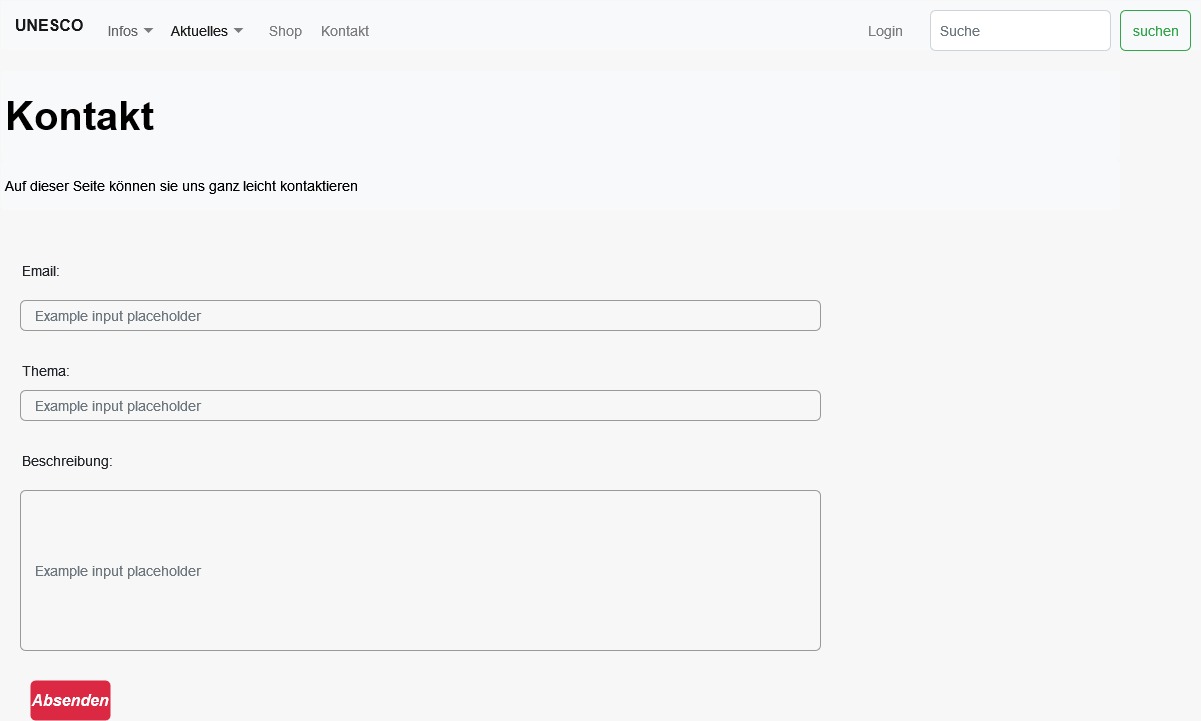 UNESCO Infos Aktuelles Shop Kontakt Login Suche suchen
Kontakt
Auf dieser Seite können sie uns ganz leicht kontaktieren
Email:
Example input placeholder
Thema:
Example input placeholder
Beschreibung:
Example input placeholder
Absenden